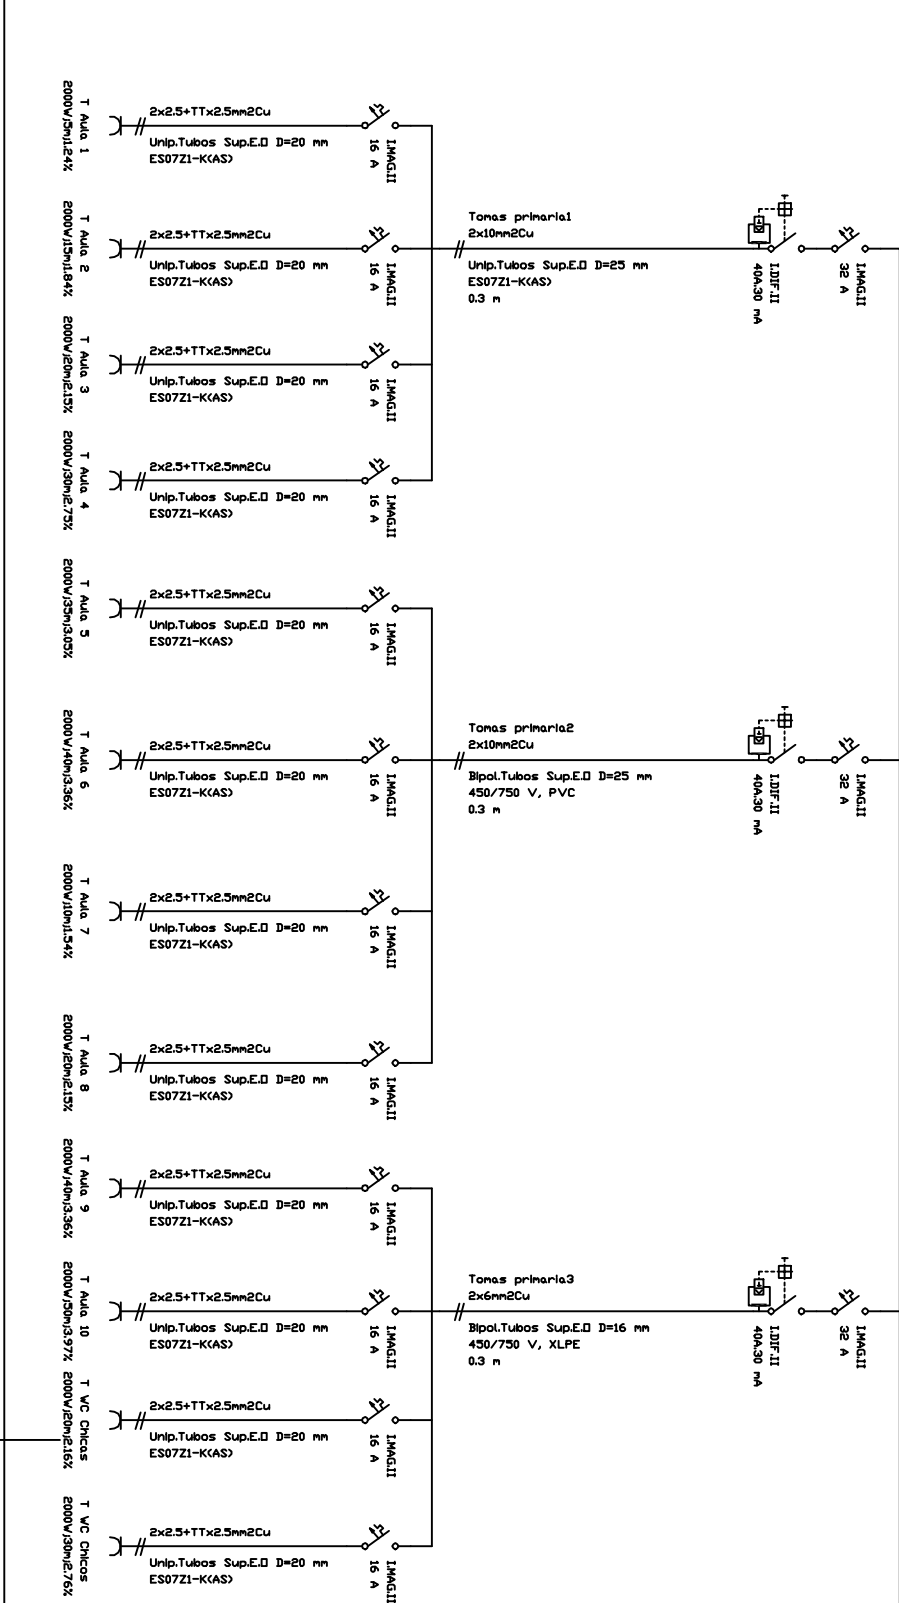 T Aula 1
2000W;5m;1.24%
2x2.5+TTx2.5mm2Cu
Unip.Tubos Sup.E.O D=20 mm
ES07Z1-K(AS)
I.MAG.II
16 A
T Aula 2
2000W;15m;1.84%
2x2.5+TTx2.5mm2Cu
Unip.Tubos Sup.E.O D=20 mm
ES07Z1-K(AS)
I.MAG.II
16 A
Tomas primaria1
2x10mm2Cu
Unip.Tubos Sup.E.O D=25 mm
ES07Z1-K(AS)
0.3 m
I.DIF.II
40A.30 mA
I.MAG.II
32 A
T Aula 3
2000W;20m;2.15%
2x2.5+TTx2.5mm2Cu
Unip.Tubos Sup.E.O D=20 mm
ES07Z1-K(AS)
I.MAG.II
16 A
T Aula 4
2000W;30m;2.75%
2x2.5+TTx2.5mm2Cu
Unip.Tubos Sup.E.O D=20 mm
ES07Z1-K(AS)
I.MAG.II
16 A
T Aula 5
2000W;35m;3.05%
2x2.5+TTx2.5mm2Cu
Unip.Tubos Sup.E.O D=20 mm
ES07Z1-K(AS)
I.MAG.II
16 A
T Aula 6
2000W;40m;3.36%
2x2.5+TTx2.5mm2Cu
Unip.Tubos Sup.E.O D=20 mm
ES07Z1-K(AS)
I.MAG.II
16 A
Tomas primaria2
2x10mm2Cu
Bipol.Tubos Sup.E.O D=25 mm
450/750 V, PVC
0.3 m
I.DIF.II
40A.30 mA
I.MAG.II
32 A
T Aula 7
2000W;10m;1.54%
2x2.5+TTx2.5mm2Cu
Unip.Tubos Sup.E.O D=20 mm
ES07Z1-K(AS)
I.MAG.II
16 A
T Aula 8
2000W;20m;2.15%
2x2.5+TTx2.5mm2Cu
Unip.Tubos Sup.E.O D=20 mm
ES07Z1-K(AS)
I.MAG.II
16 A
T Aula 9
2000W;40m;3.36%
2x2.5+TTx2.5mm2Cu
Unip.Tubos Sup.E.O D=20 mm
ES07Z1-K(AS)
I.MAG.II
16 A
T Aula 10
2000W;50m;3.97%
2x2.5+TTx2.5mm2Cu
Unip.Tubos Sup.E.O D=20 mm
ES07Z1-K(AS)
I.MAG.II
16 A
Tomas primaria3
2x6mm2Cu
Bipol.Tubos Sup.E.O D=16 mm
450/750 V, XLPE
0.3 m
I.DIF.II
40A.30 mA
I.MAG.II
32 A
T WC Chicas
2000W;20m;2.16%
2x2.5+TTx2.5mm2Cu
Unip.Tubos Sup.E.O D=20 mm
ES07Z1-K(AS)
I.MAG.II
16 A
T WC Chicos
2000W;30m;2.76%
2x2.5+TTx2.5mm2Cu
Unip.Tubos Sup.E.O D=20 mm
ES07Z1-K(AS)
I.MAG.II
16 A